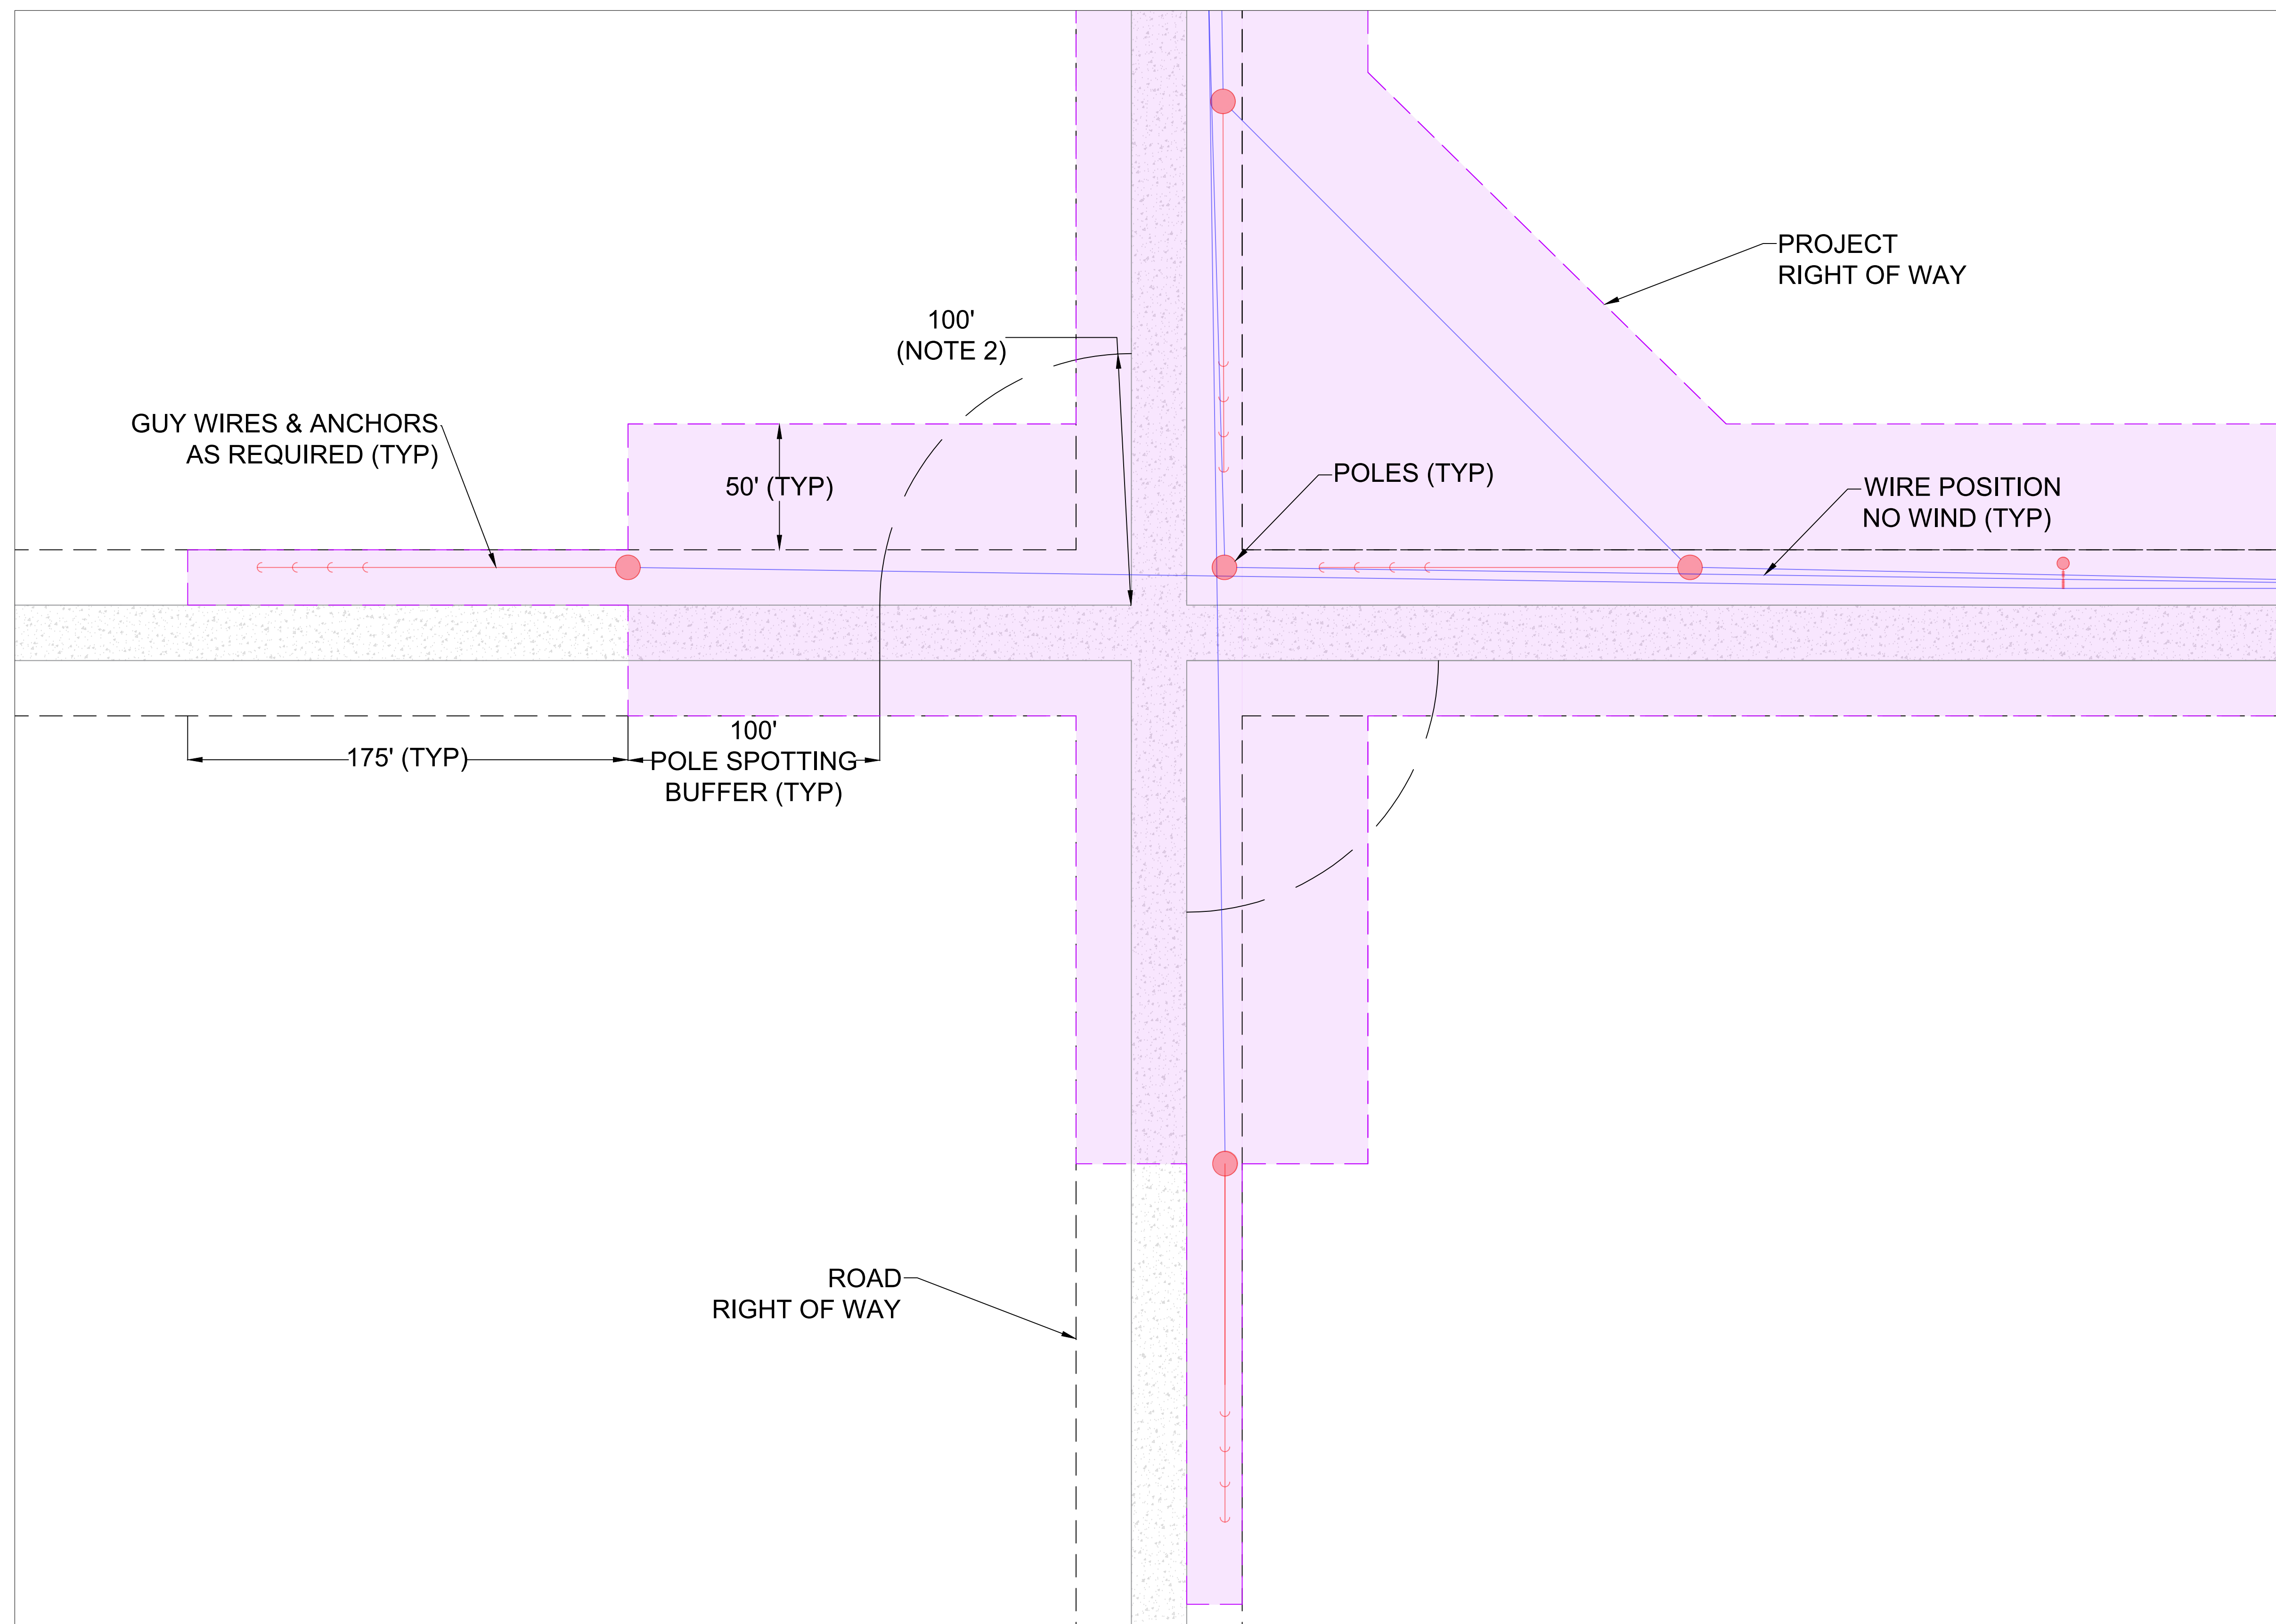 PROJECT
RIGHT OF WAY
100'
(NOTE 2)
GUY WIRES & ANCHORS
AS REQUIRED (TYP)
50' (TYP)
POLES (TYP)
WIRE POSITION
NO WIND (TYP)
175' (TYP)
100'
POLE SPOTTING
BUFFER (TYP)
ROAD
RIGHT OF WAY